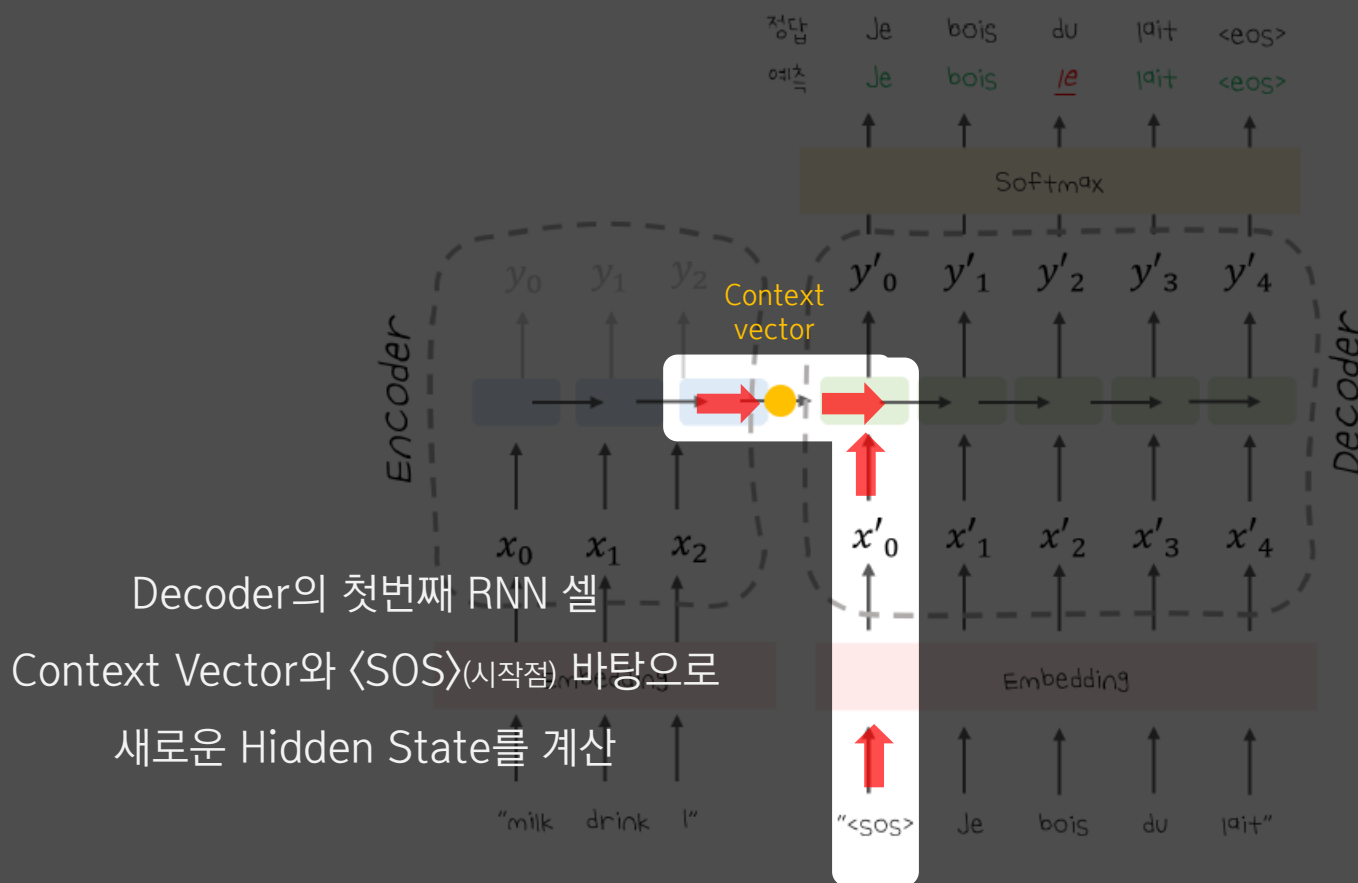 정답 Je bois du lait <eos>
예측 Je bois le lait <eos>
Softmax
y₀ y₁ y₂
y'₀ y'₁ y'₂ y'₃ y'₄
Context
vector
Encoder
Decoder
x₀ x₁ x₂
x'₀ x'₁ x'₂ x'₃ x'₄
Decoder의 첫번째 RNN 셀
Context Vector와 〈SOS〉(시작점) 바탕으로
새로운 Hidden State를 계산
Embedding
Embedding
"milk drink I"
"<sos> Je bois du lait"